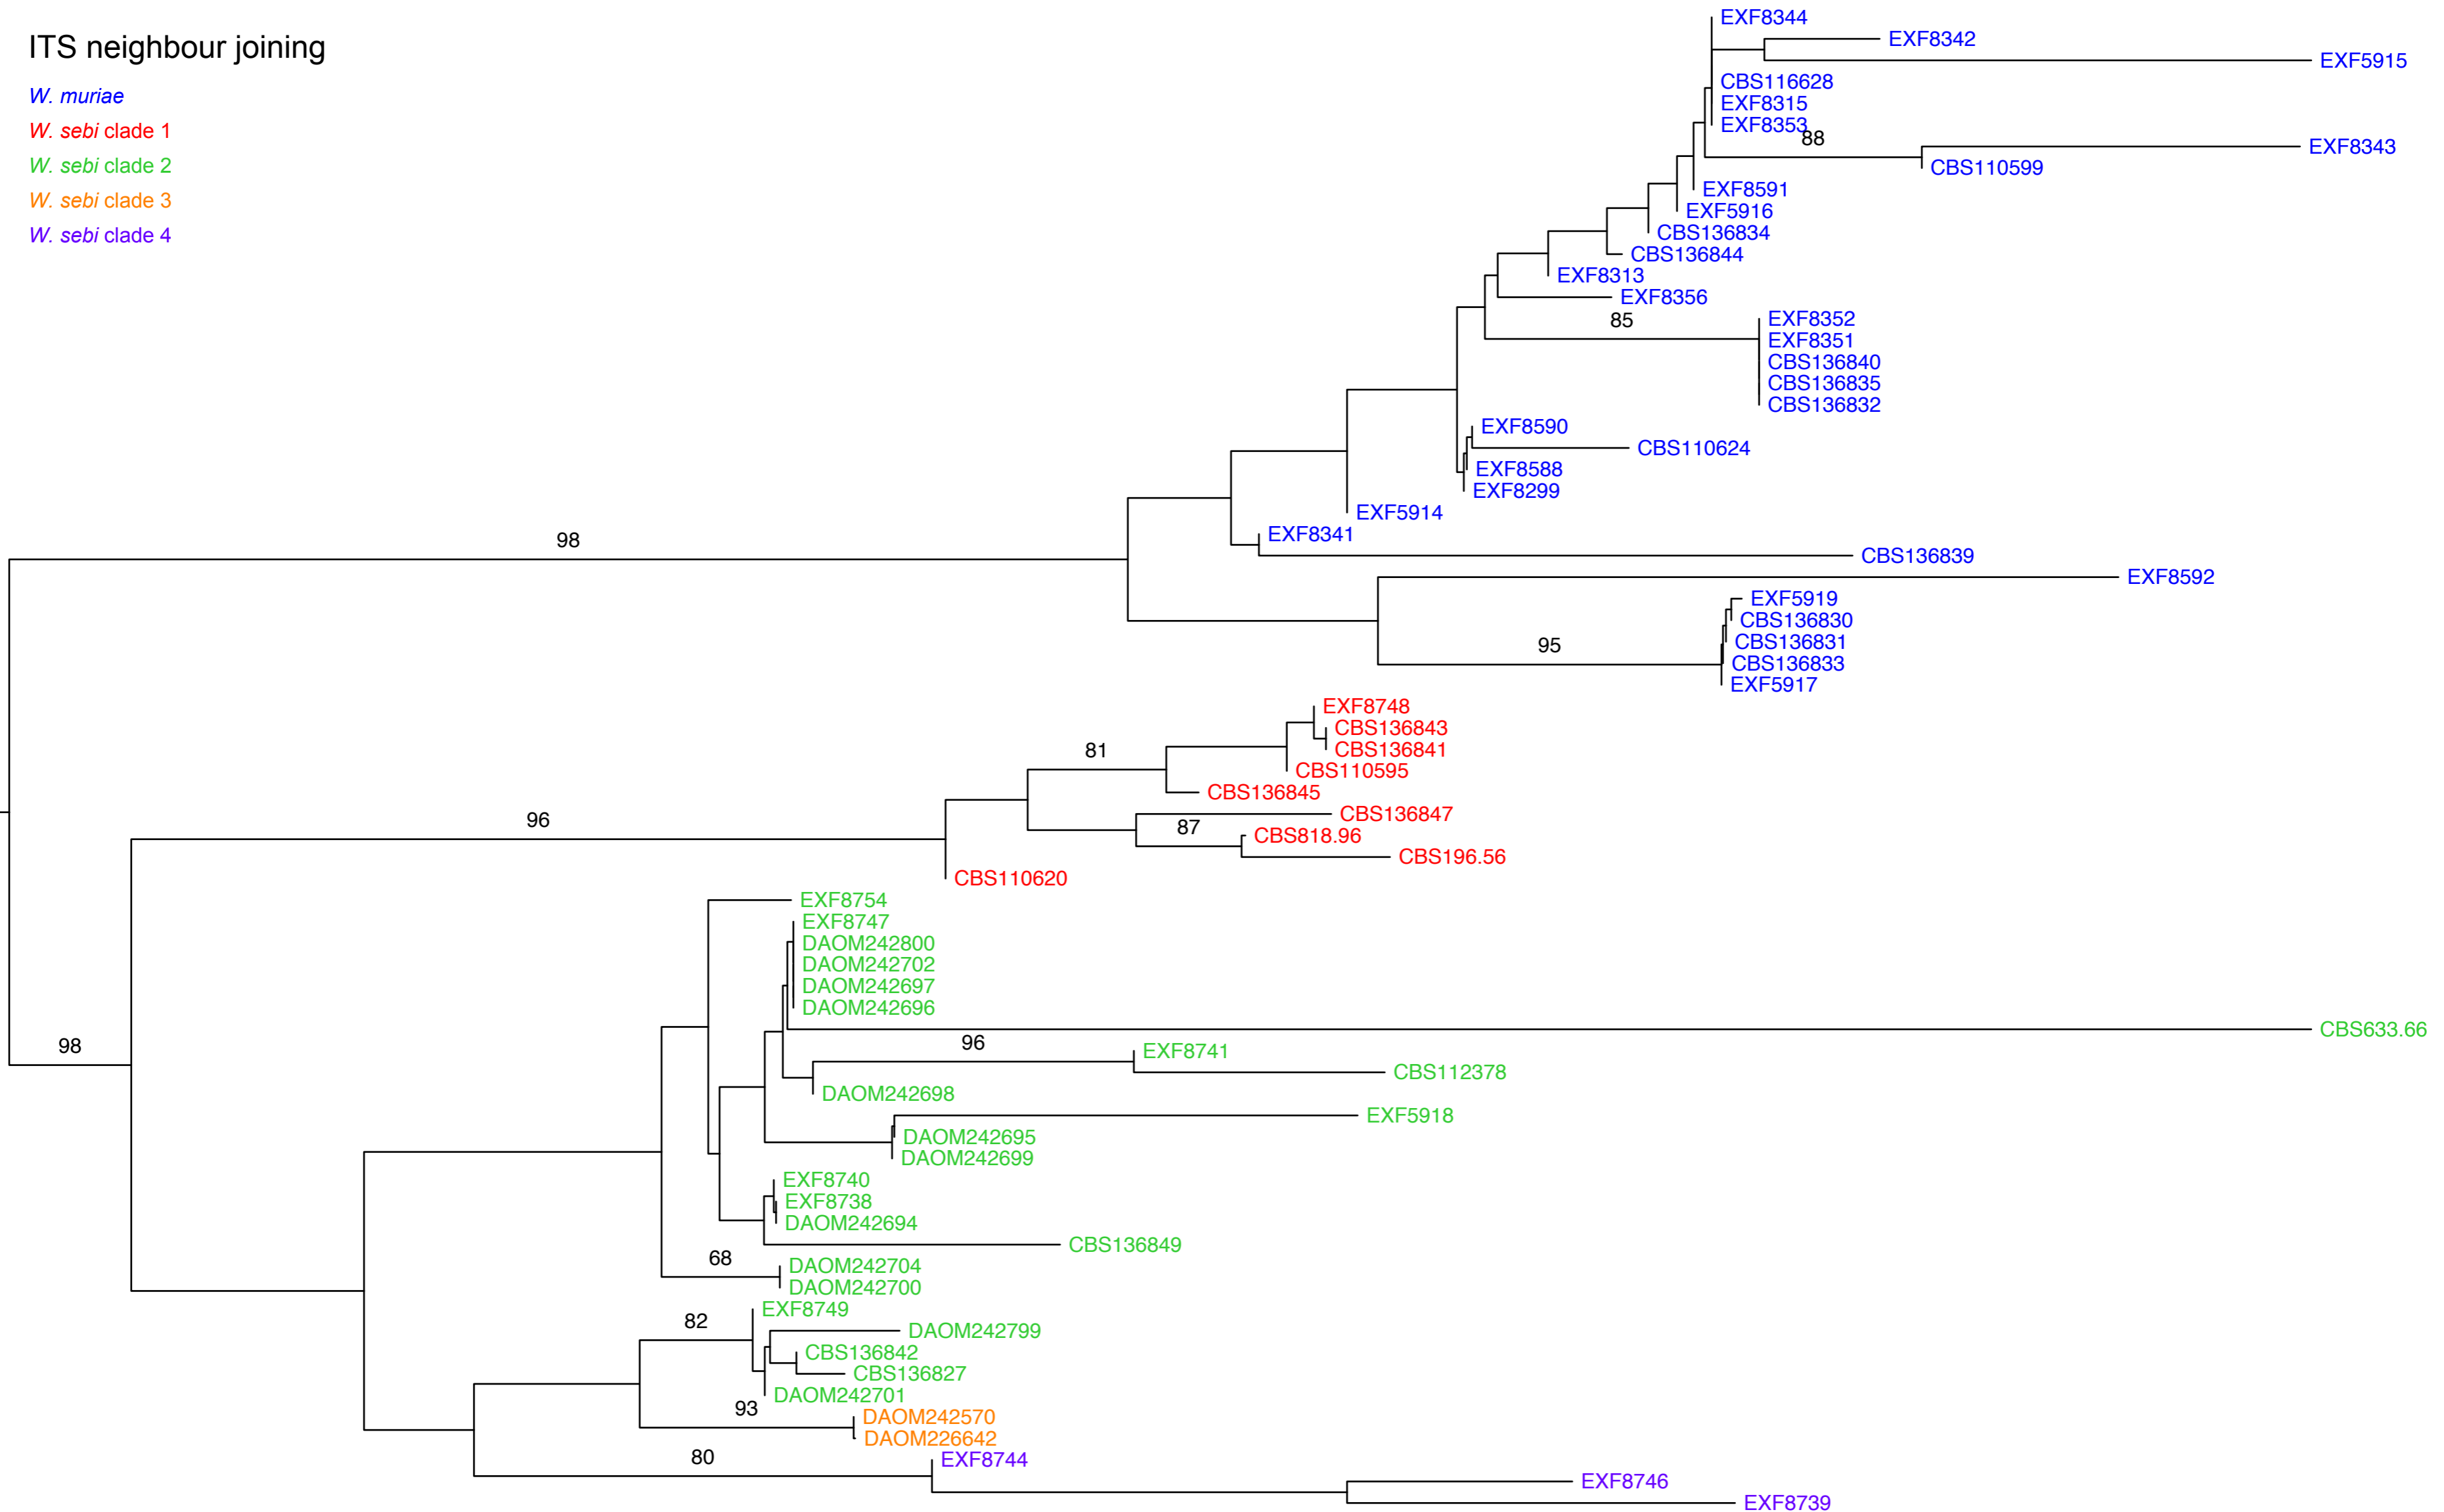 ITS neighbour joining
W. muriae
W. sebi clade 1
W. sebi clade 2
W. sebi clade 3
W. sebi clade 4
EXF8344
EXF8342
EXF5915
CBS116628
EXF8315
EXF8353
88
EXF8343
CBS110599
EXF8591
EXF5916
CBS136834
CBS136844
EXF8313
EXF8356
85
EXF8352
EXF8351
CBS136840
CBS136835
CBS136832
EXF8590
CBS110624
EXF8588
EXF8299
EXF5914
EXF8341
98
CBS136839
EXF8592
EXF5919
CBS136830
CBS136831
95
CBS136833
EXF5917
EXF8748
CBS136843
81
CBS136841
CBS110595
CBS136845
CBS136847
96
87
CBS818.96
CBS196.56
CBS110620
EXF8754
EXF8747
DAOM242800
DAOM242702
DAOM242697
DAOM242696
CBS633.66
98
96
EXF8741
CBS112378
DAOM242698
EXF5918
DAOM242695
DAOM242699
EXF8740
EXF8738
DAOM242694
CBS136849
68
DAOM242704
DAOM242700
EXF8749
82
DAOM242799
CBS136842
CBS136827
DAOM242701
93
DAOM242570
DAOM226642
80
EXF8744
EXF8746
EXF8739